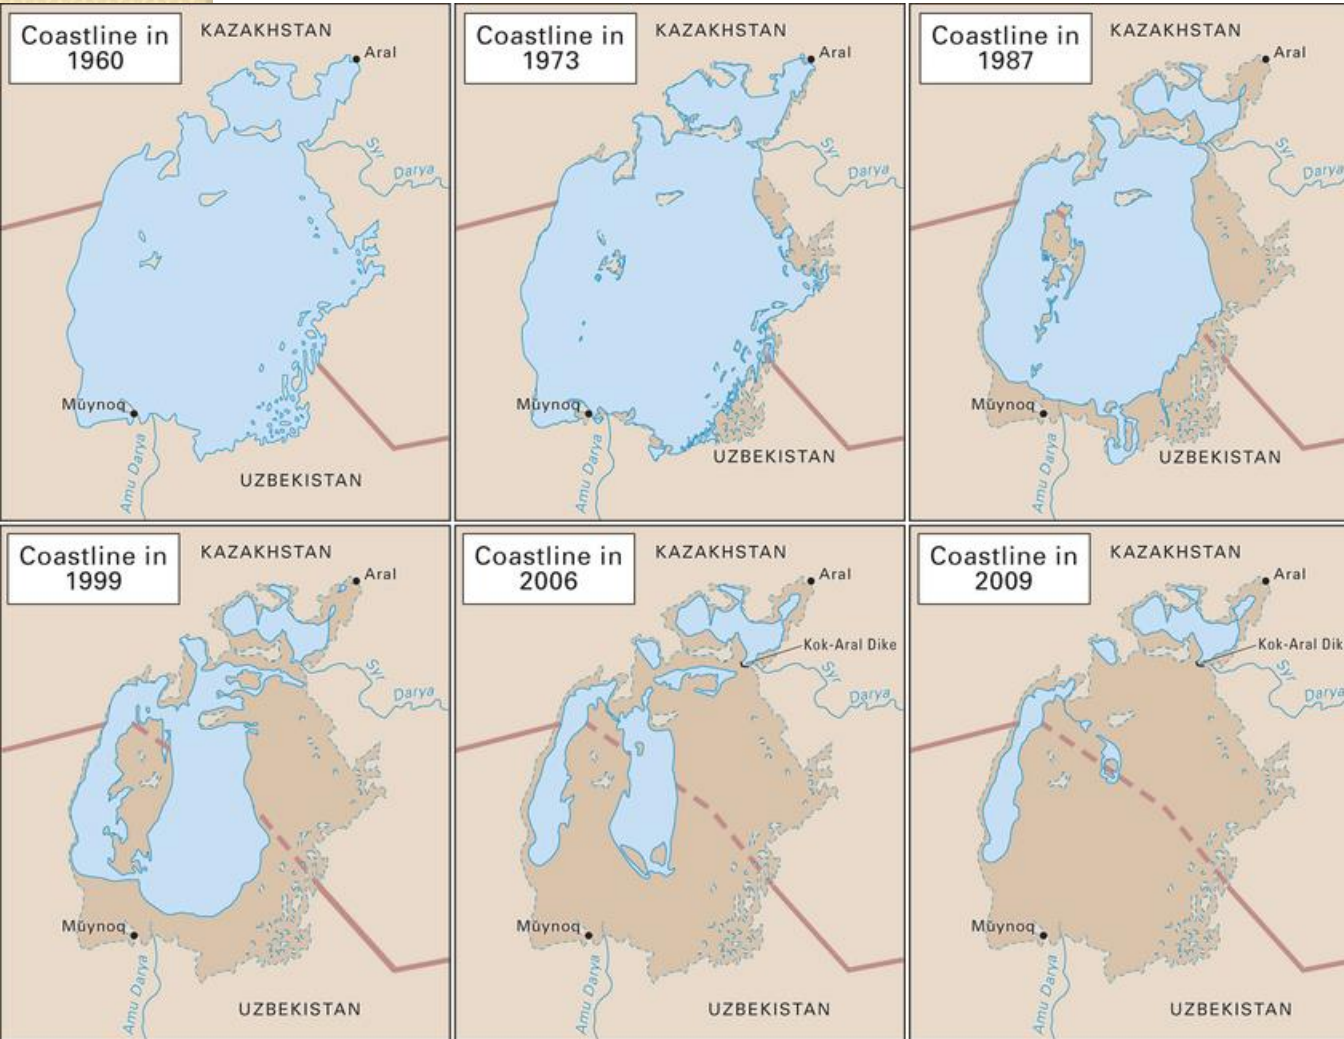 Coastline in
1960
KAZAKHSTAN
Aral
Syr
Darya
Mŭynoq
Amu Darya
UZBEKISTAN
Coastline in
1973
KAZAKHSTAN
Aral
Syr
Darya
Mŭynoq
Amu Darya
UZBEKISTAN
Coastline in
1987
KAZAKHSTAN
Aral
Syr
Darya
Mŭynoq
Amu Darya
UZBEKISTAN
Coastline in
1999
KAZAKHSTAN
Aral
Syr
Darya
Mŭynoq
Amu Darya
UZBEKISTAN
Coastline in
2006
KAZAKHSTAN
Aral
Kok-Aral Dike
Syr
Darya
Mŭynoq
Amu Darya
UZBEKISTAN
Coastline in
2009
KAZAKHSTAN
Aral
Kok-Aral Dik
Syr
Darya
Mŭynoq
Amu Darya
UZBEKISTAN